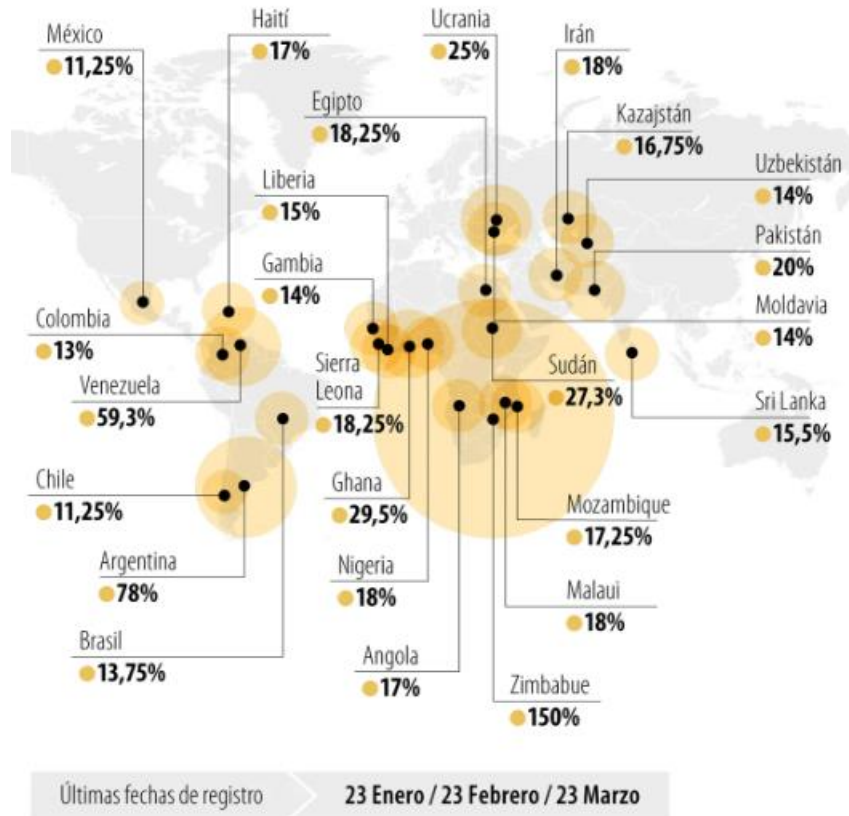 México
11,25%
Haití
17%
Ucrania
25%
Irán
18%
Egipto
18,25%
Kazajstán
16,75%
Liberia
15%
Uzbekistán
14%
Gambia
14%
Pakistán
20%
Colombia
13%
Moldavia
14%
Venezuela
59,3%
Sierra
Leona
18,25%
Sudán
27,3%
Sri Lanka
15,5%
Chile
11,25%
Ghana
29,5%
Mozambique
17,25%
Argentina
78%
Nigeria
18%
Malaui
18%
Brasil
13,75%
Angola
17%
Zimbabue
150%
Últimas fechas de registro
23 Enero / 23 Febrero / 23 Marzo